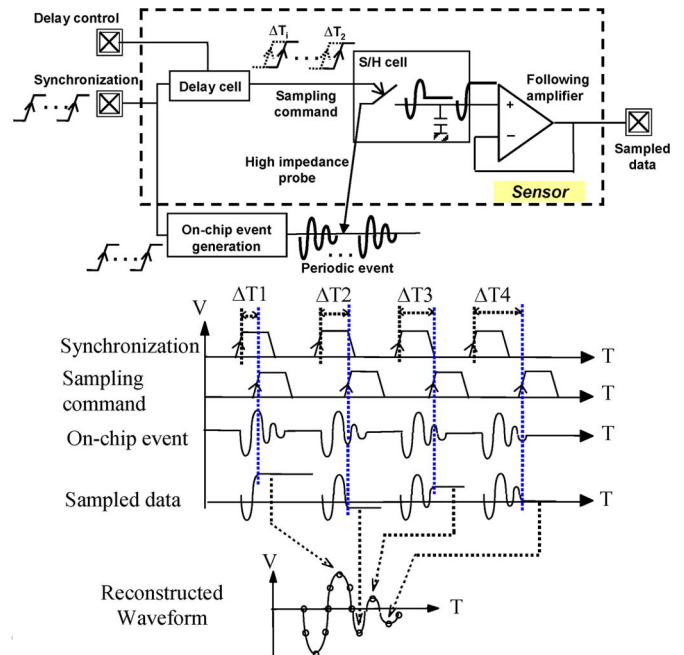 Delay control
Synchronization
ΔTi
ΔT2
Delay cell
Sampling
command
S/H cell
Following
amplifier
+
−
Sampled
data
High impedance
probe
Sensor
On-chip event
generation
Periodic event
ΔT1 ΔT2 ΔT3 ΔT4
V
Synchronization T
Sampling
command T
On-chip event T
Sampled data T
V
Reconstructed
Waveform T